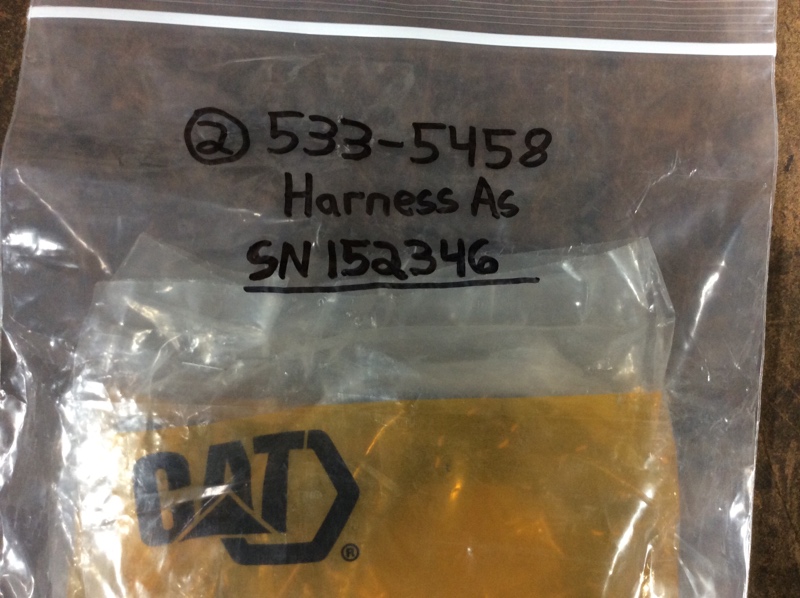 ② 533-5458
Harness As
SN 152346
CAT ®